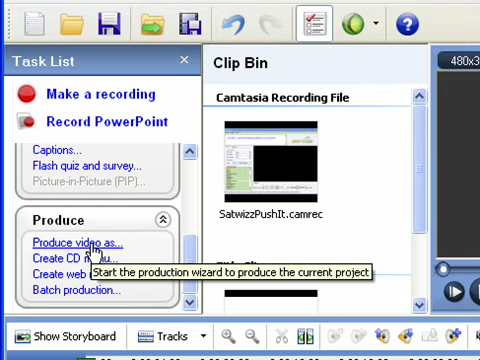 Task List
Clip Bin
480x3
Make a recording
Record PowerPoint
Camtasia Recording File
SatwizzPushIt.camrec
Captions...
Flash quiz and survey...
Picture-in-Picture (PIP)...
Produce
Produce video as...
Create CD menu...
Create web
Batch production...
Start the production wizard to produce the current project
Show Storyboard
Tracks